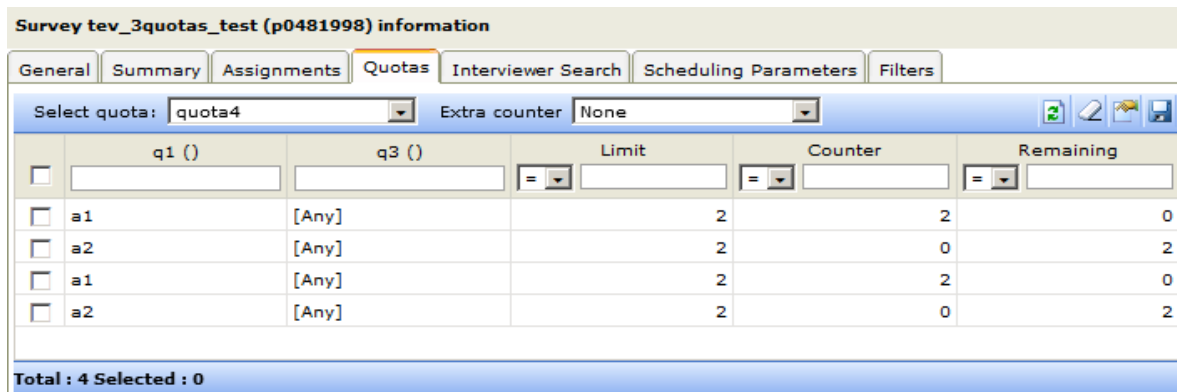 Survey tev_3quotas_test (p0481998) information
General Summary Assignments Quotas Interviewer Search Scheduling Parameters Filters
Select quota: quota4 Extra counter None
q1 () q3 () Limit Counter Remaining
= = =
a1 [Any] 2 2 0
a2 [Any] 2 0 2
a1 [Any] 2 2 0
a2 [Any] 2 0 2
Total : 4 Selected : 0